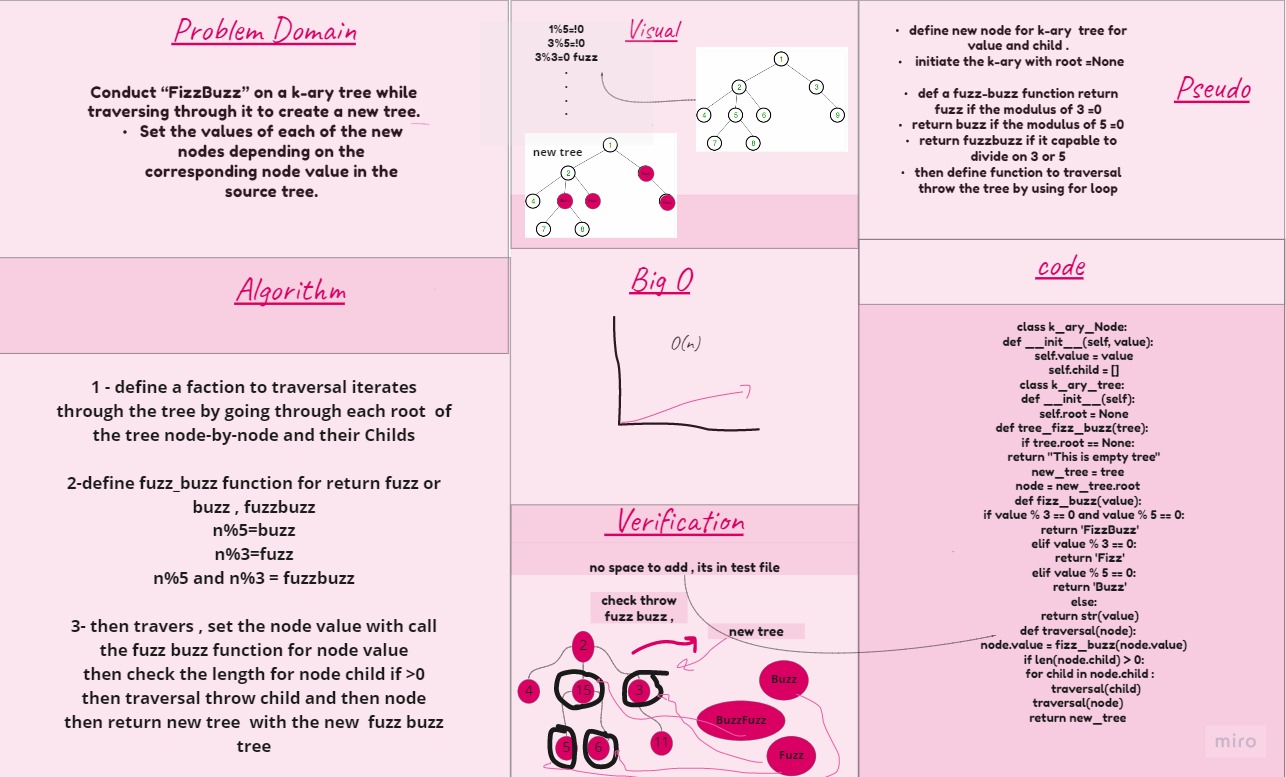 Problem Domain
Conduct “FizzBuzz” on a k-ary tree while
traversing through it to create a new tree.
• Set the values of each of the new
nodes depending on the
corresponding node value in the
source tree.
Algorithm
1 - define a faction to traversal iterates
through the tree by going through each root of
the tree node-by-node and their Childs
2-define fuzz_buzz function for return fuzz or
buzz , fuzzbuzz
n%5=buzz
n%3=fuzz
n%5 and n%3 = fuzzbuzz
3- then travers , set the node value with call
the fuzz buzz function for node value
then check the length for node child if >0
then traversal throw child and then node
then return new tree with the new fuzz buzz
tree
Visual
1%5=!0
3%5=!0
3%3=0 fuzz
1
2
3
4
5
6
9
7
8
new tree
1
2
4
7
8
Big O
O(n)
Verification
no space to add , its in test file
check throw
fuzz buzz ,
new tree
2
4
15
3
5
6
11
Buzz
BuzzFuzz
Fuzz
• define new node for k-ary tree for
value and child .
• initiate the k-ary with root =None
• def a fuzz-buzz function return
fuzz if the modulus of 3 =0
• return buzz if the modulus of 5 =0
• return fuzzbuzz if it capable to
divide on 3 or 5
• then define function to traversal
throw the tree by using for loop
Pseudo
code
class k_ary_Node:
def __init__(self, value):
self.value = value
self.child = []
class k_ary_tree:
def __init__(self):
self.root = None
def tree_fizz_buzz(tree):
if tree.root == None:
return "This is empty tree"
new_tree = tree
node = new_tree.root
def fizz_buzz(value):
if value % 3 == 0 and value % 5 == 0:
return 'FizzBuzz'
elif value % 3 == 0:
return 'Fizz'
elif value % 5 == 0:
return 'Buzz'
else:
return str(value)
def traversal(node):
node.value = fizz_buzz(node.value)
if len(node.child) > 0:
for child in node.child :
traversal(child)
traversal(node)
return new_tree
miro